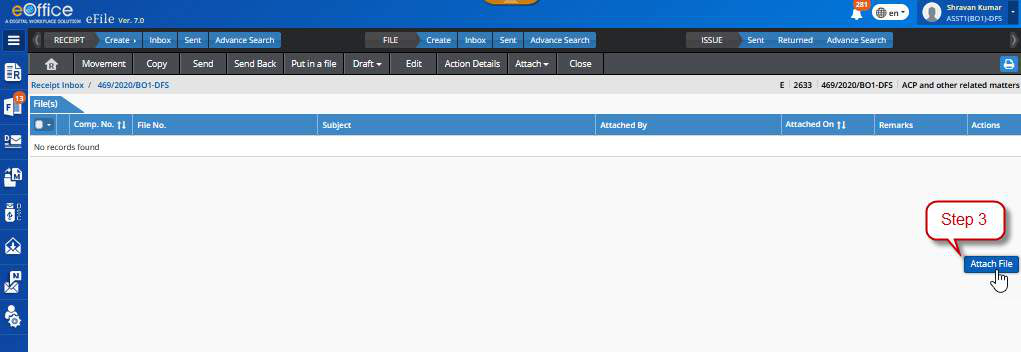 eOffice
A DIGITAL WORKPLACE SOLUTION
eFile Ver. 7.0
281
en
Shravan Kumar
ASST1(BO1)-DFS
RECEIPT Create Inbox Sent Advance Search FILE Create Inbox Sent Advance Search ISSUE Sent Returned Advance Search
R Movement Copy Send Send Back Put in a file Draft Edit Action Details Attach Close
R
Receipt Inbox / 469/2020/BO1-DFS E | 2633 | 469/2020/BO1-DFS | ACP and other related matters
13
F
File(s)
Comp. No. File No. Subject Attached By Attached On Remarks Actions
D
No records found
M
DSC
Step 3
Attach File
N